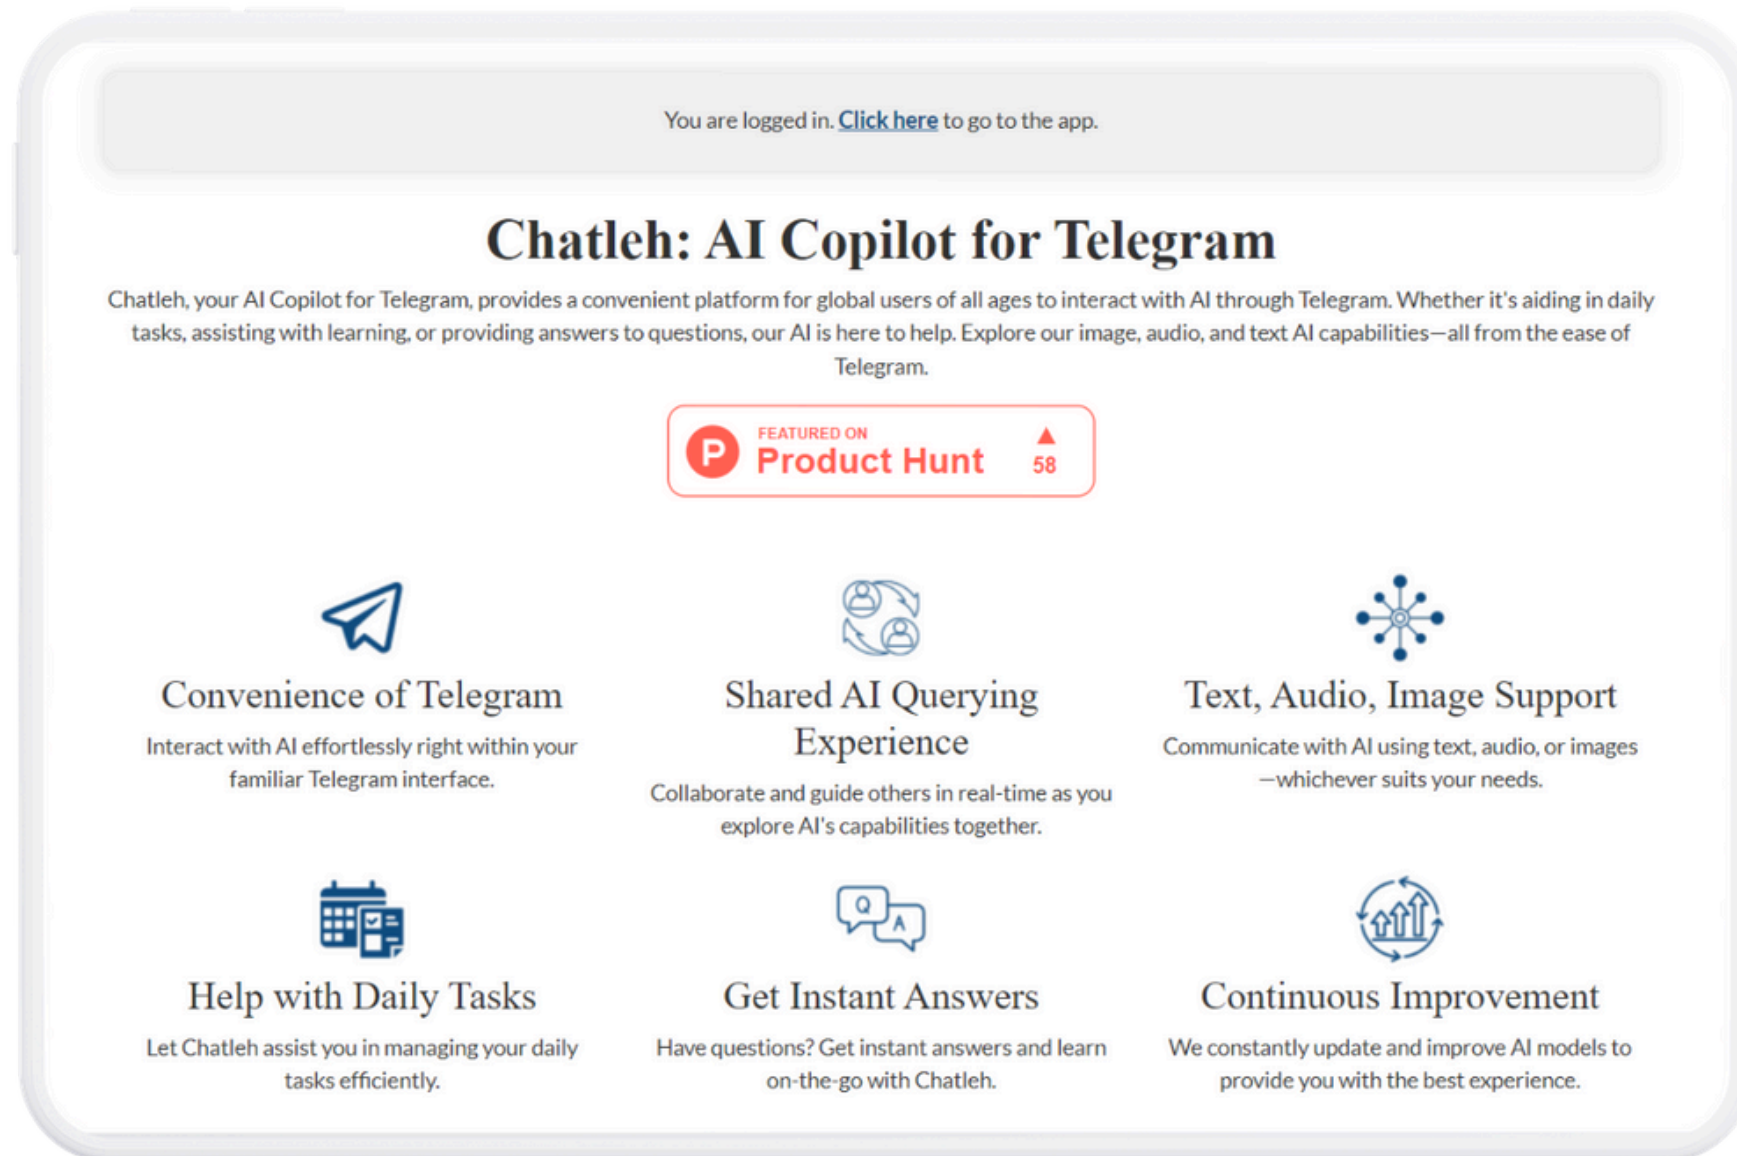 You are logged in. Click here to go to the app.
Chatleh: AI Copilot for Telegram
Chatleh, your AI Copilot for Telegram, provides a convenient platform for global users of all ages to interact with AI through Telegram. Whether it's aiding in daily
tasks, assisting with learning, or providing answers to questions, our AI is here to help. Explore our image, audio, and text AI capabilities—all from the ease of
Telegram.
P
FEATURED ON
Product Hunt
58
Convenience of Telegram
Interact with AI effortlessly right within your
familiar Telegram interface.
Shared AI Querying
Experience
Collaborate and guide others in real-time as you
explore AI's capabilities together.
Text, Audio, Image Support
Communicate with AI using text, audio, or images
—whichever suits your needs.
Help with Daily Tasks
Let Chatleh assist you in managing your daily
tasks efficiently.
Q
A
Get Instant Answers
Have questions? Get instant answers and learn
on-the-go with Chatleh.
Continuous Improvement
We constantly update and improve AI models to
provide you with the best experience.